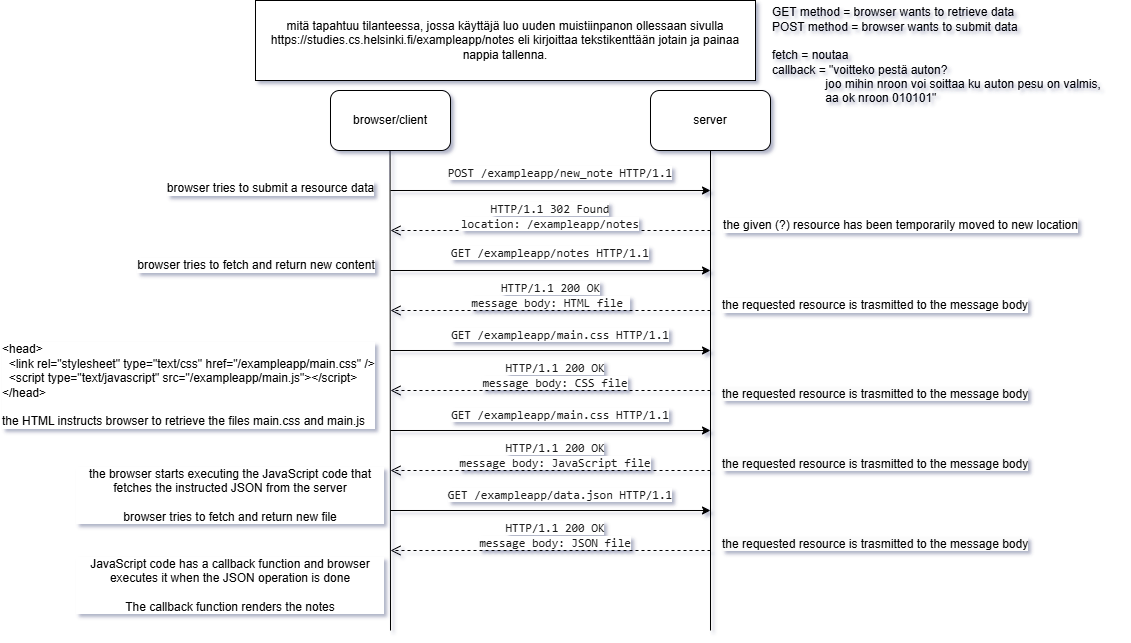 mitä tapahtuu tilanteessa, jossa käyttäjä luo uuden muistiinpanon ollessaan sivulla
https://studies.cs.helsinki.fi/exampleapp/notes eli kirjoittaa tekstikenttään jotain ja painaa
nappia tallenna.
GET method = browser wants to retrieve data
POST method = browser wants to submit data
fetch = noutaa
callback = "voitteko pestä auton?
joo mihin nroon voi soittaa ku auton pesu on valmis,
aa ok nroon 010101"
browser/client
server
POST /exampleapp/new_note HTTP/1.1
browser tries to submit a resource data
HTTP/1.1 302 Found
location: /exampleapp/notes
the given (?) resource has been temporarily moved to new location
GET /exampleapp/notes HTTP/1.1
browser tries to fetch and return new content
HTTP/1.1 200 OK
message body: HTML file
the requested resource is trasmitted to the message body
GET /exampleapp/main.css HTTP/1.1
<head>
<link rel="stylesheet" type="text/css" href="/exampleapp/main.css" />
<script type="text/javascript" src="/exampleapp/main.js"></script>
</head>
the HTML instructs browser to retrieve the files main.css and main.js
HTTP/1.1 200 OK
message body: CSS file
the requested resource is trasmitted to the message body
GET /exampleapp/main.css HTTP/1.1
HTTP/1.1 200 OK
message body: JavaScript file
the requested resource is trasmitted to the message body
the browser starts executing the JavaScript code that
fetches the instructed JSON from the server
browser tries to fetch and return new file
GET /exampleapp/data.json HTTP/1.1
HTTP/1.1 200 OK
message body: JSON file
the requested resource is trasmitted to the message body
JavaScript code has a callback function and browser
executes it when the JSON operation is done
The callback function renders the notes